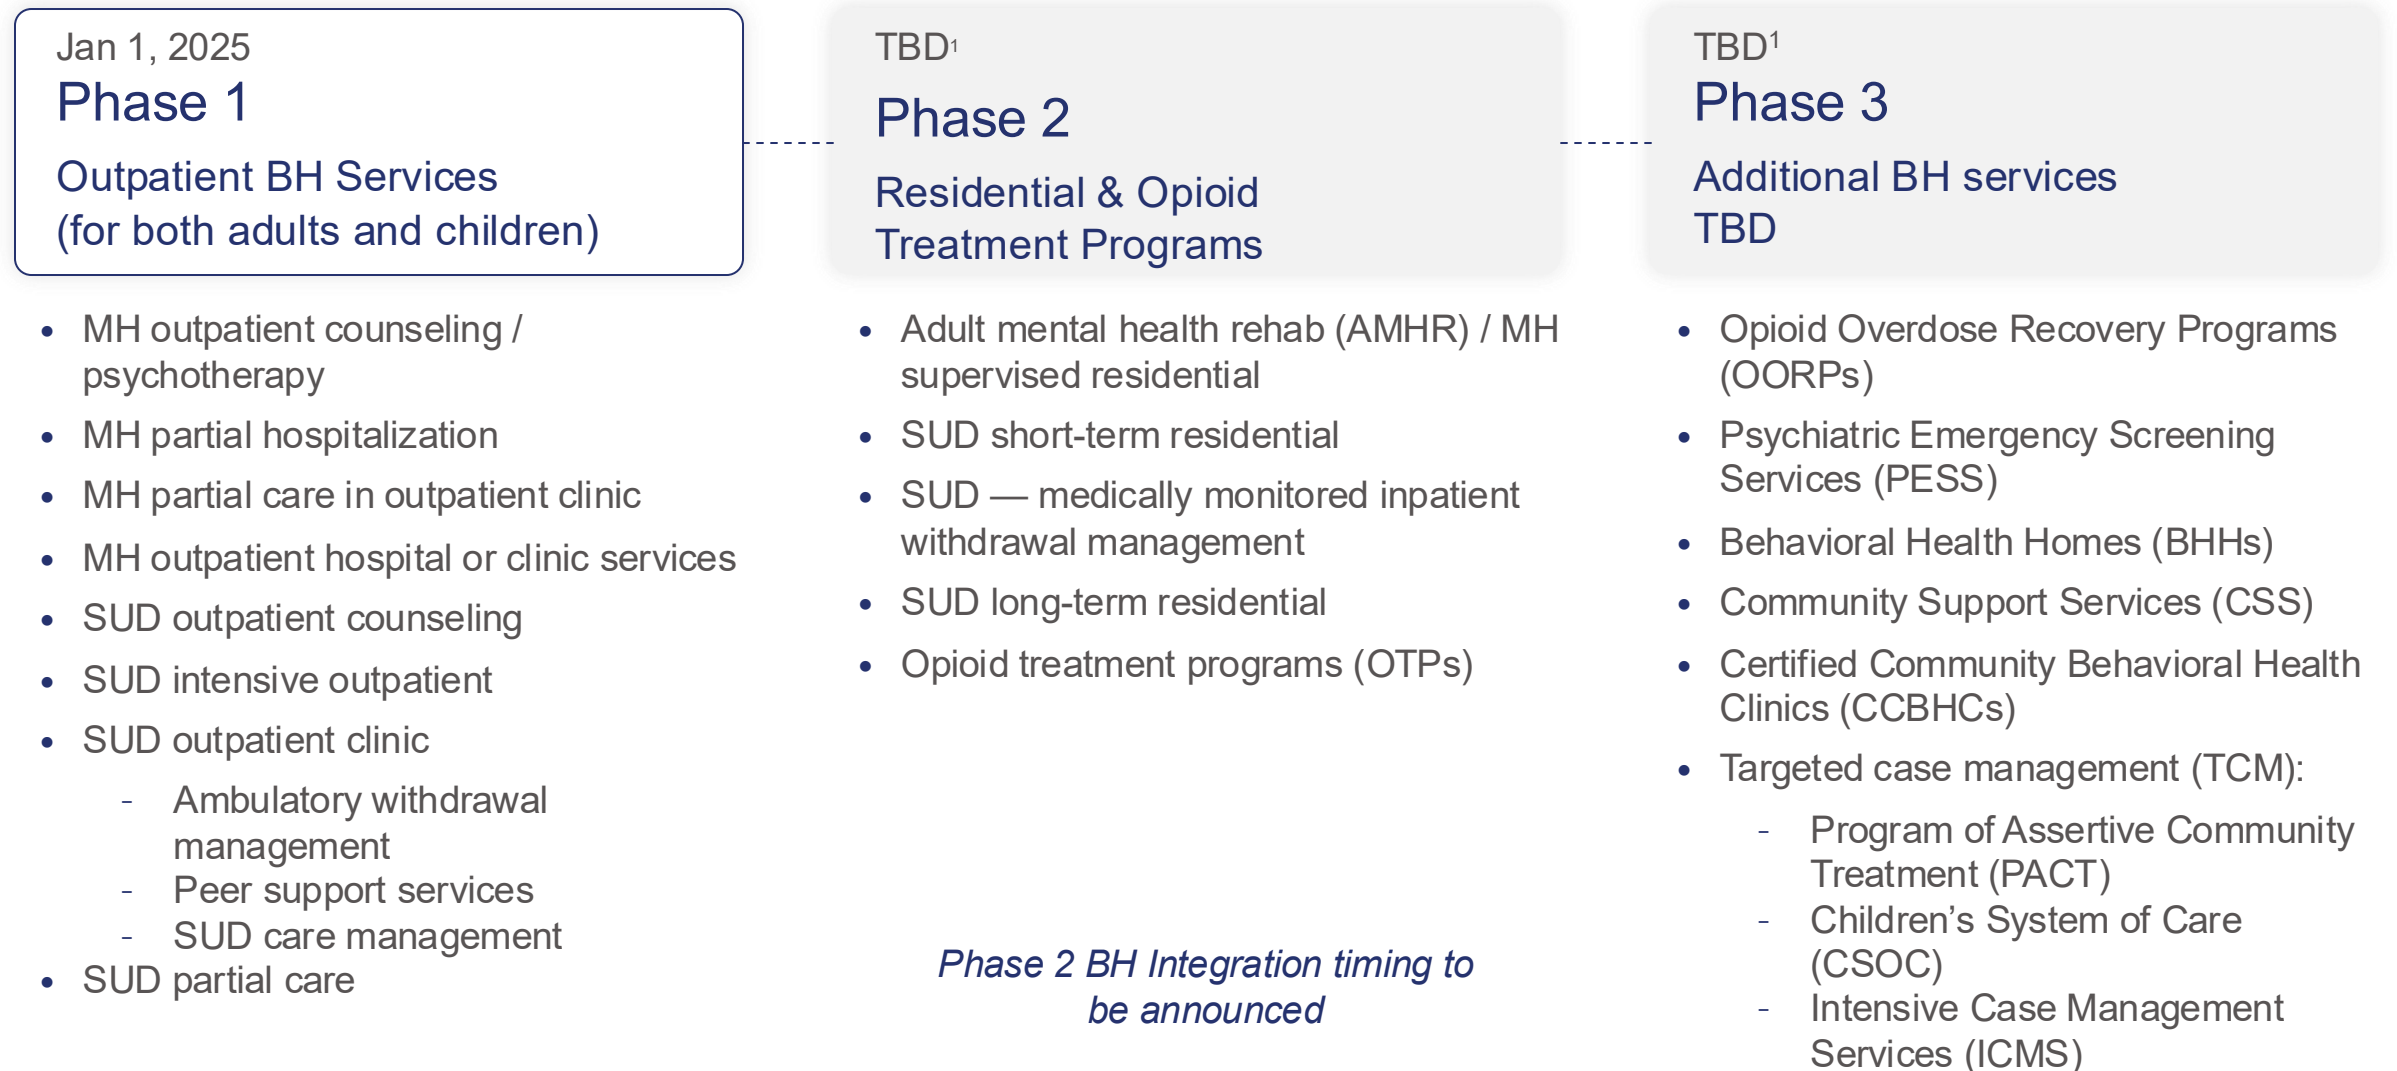 Jan 1, 2025
Phase 1
Outpatient BH Services
(for both adults and children)
• MH outpatient counseling /
psychotherapy
• MH partial hospitalization
• MH partial care in outpatient clinic
• MH outpatient hospital or clinic services
• SUD outpatient counseling
• SUD intensive outpatient
• SUD outpatient clinic
- Ambulatory withdrawal
management
- Peer support services
- SUD care management
• SUD partial care
TBD¹
Phase 2
Residential & Opioid
Treatment Programs
• Adult mental health rehab (AMHR) / MH
supervised residential
• SUD short-term residential
• SUD — medically monitored inpatient
withdrawal management
• SUD long-term residential
• Opioid treatment programs (OTPs)
Phase 2 BH Integration timing to
be announced
TBD¹
Phase 3
Additional BH services
TBD
• Opioid Overdose Recovery Programs
(OORPs)
• Psychiatric Emergency Screening
Services (PESS)
• Behavioral Health Homes (BHHs)
• Community Support Services (CSS)
• Certified Community Behavioral Health
Clinics (CCBHCs)
• Targeted case management (TCM):
- Program of Assertive Community
Treatment (PACT)
- Children’s System of Care
(CSOC)
- Intensive Case Management
Services (ICMS)